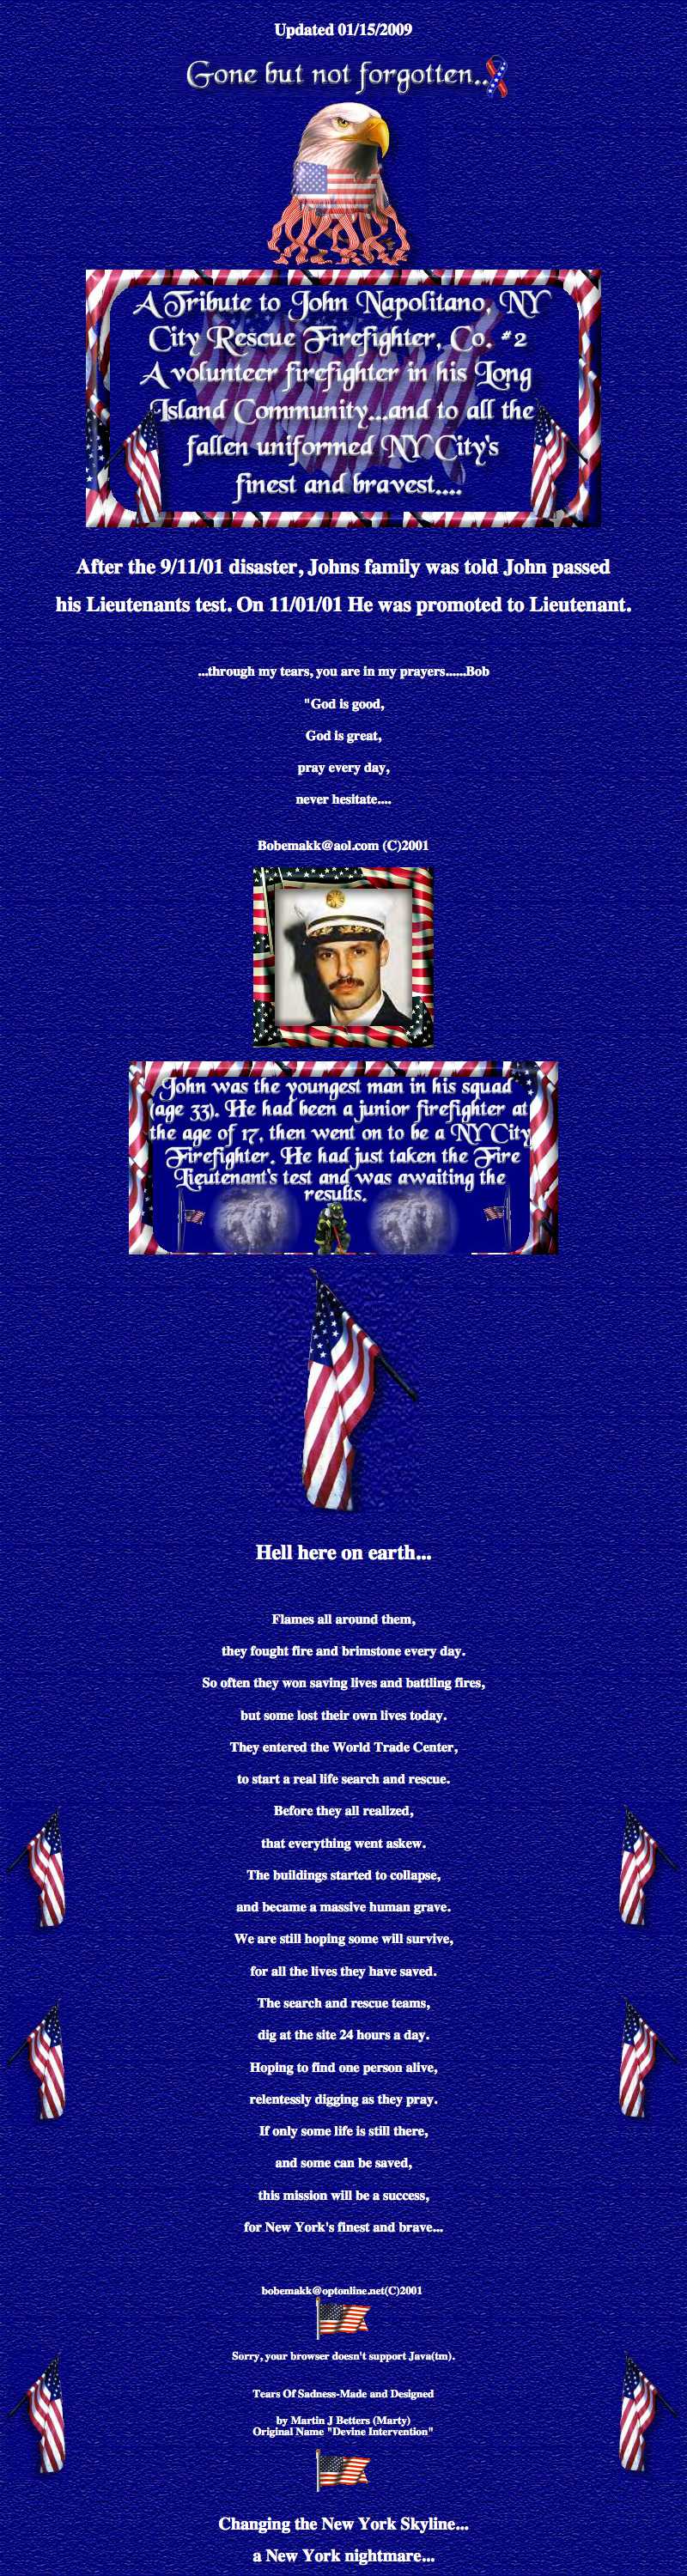 Updated 01/15/2009
Gone but not forgotten..
A Tribute to John Napolitano, NY
City Rescue Firefighter, Co. #2
A volunteer firefighter in his Long
Island Community...and to all the
fallen uniformed NY City's
finest and bravest....
After the 9/11/01 disaster, Johns family was told John passed
his Lieutenants test. On 11/01/01 He was promoted to Lieutenant.
...through my tears, you are in my prayers......Bob
"God is good,
God is great,
pray every day,
never hesitate....
Bobemakk@aol.com (C)2001
John was the youngest man in his squad
(age 33). He had been a junior firefighter at
the age of 17, then went on to be a NY City
Firefighter. He had just taken the Fire
Lieutenant's test and was awaiting the
results.
Hell here on earth...
Flames all around them,
they fought fire and brimstone every day.
So often they won saving lives and battling fires,
but some lost their own lives today.
They entered the World Trade Center,
to start a real life search and rescue.
Before they all realized,
that everything went askew.
The buildings started to collapse,
and became a massive human grave.
We are still hoping some will survive,
for all the lives they have saved.
The search and rescue teams,
dig at the site 24 hours a day.
Hoping to find one person alive,
relentessly digging as they pray.
If only some life is still there,
and some can be saved,
this mission will be a success,
for New York's finest and brave...
bobemakk@optonline.net(C)2001
Sorry, your browser doesn't support Java(tm).
Tears Of Sadness-Made and Designed
by Martin J Betters (Marty)
Original Name "Devine Intervention"
Changing the New York Skyline...
a New York nightmare...